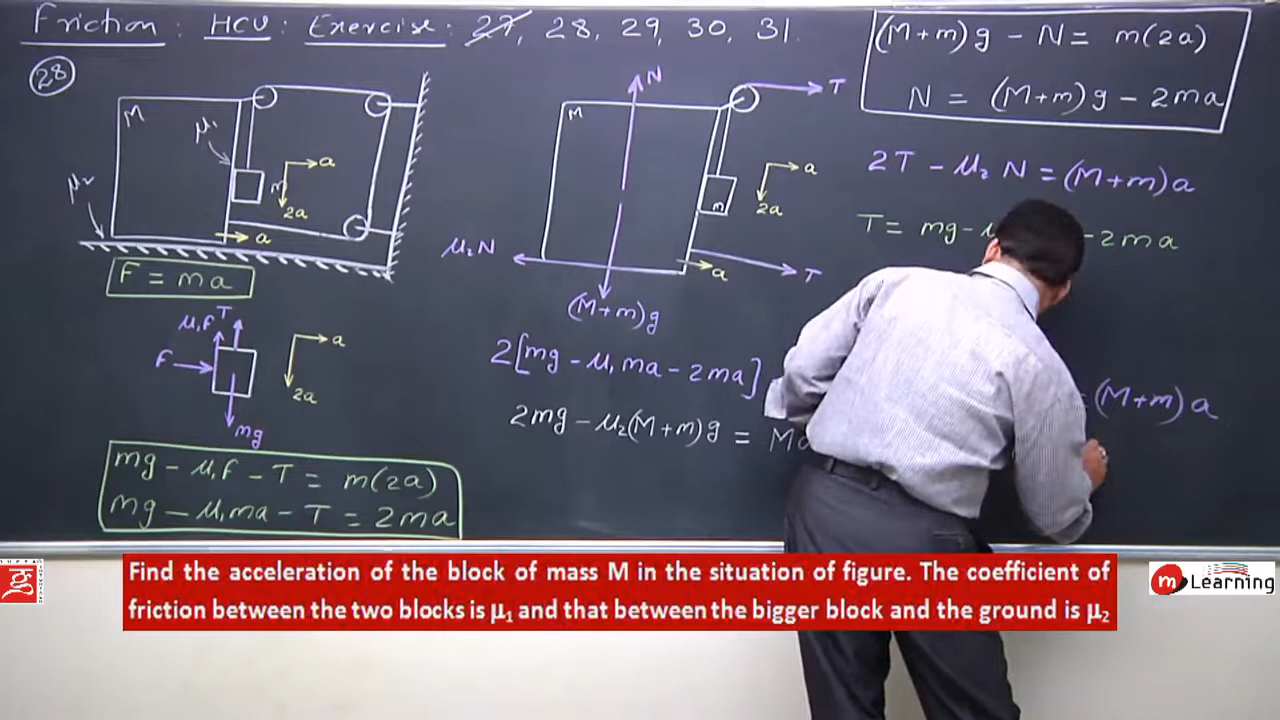 Friction : HCU : Exercise : 27, 28, 29, 30, 31.
28
M
μ₁
m
a
2a
μ₂
a
F = ma
μ₁F
T
F
a
2a
mg
mg - μ₁F - T = m(2a)
mg - μ₁ma - T = 2ma
N
T
M
a
m
2a
μ₂N
a
T
(M+m)g
2[mg - μ₁ma - 2ma]
= (M+m)a
2mg - μ₂(M+m)g =
(M+m)g - N = m(2a)
N = (M+m)g - 2ma
2T - μ₂ N = (M+m)a
T = mg -
- 2ma
Find the acceleration of the block of mass M in the situation of figure. The coefficient of
friction between the two blocks is μ₁ and that between the bigger block and the ground is μ₂
m Learning